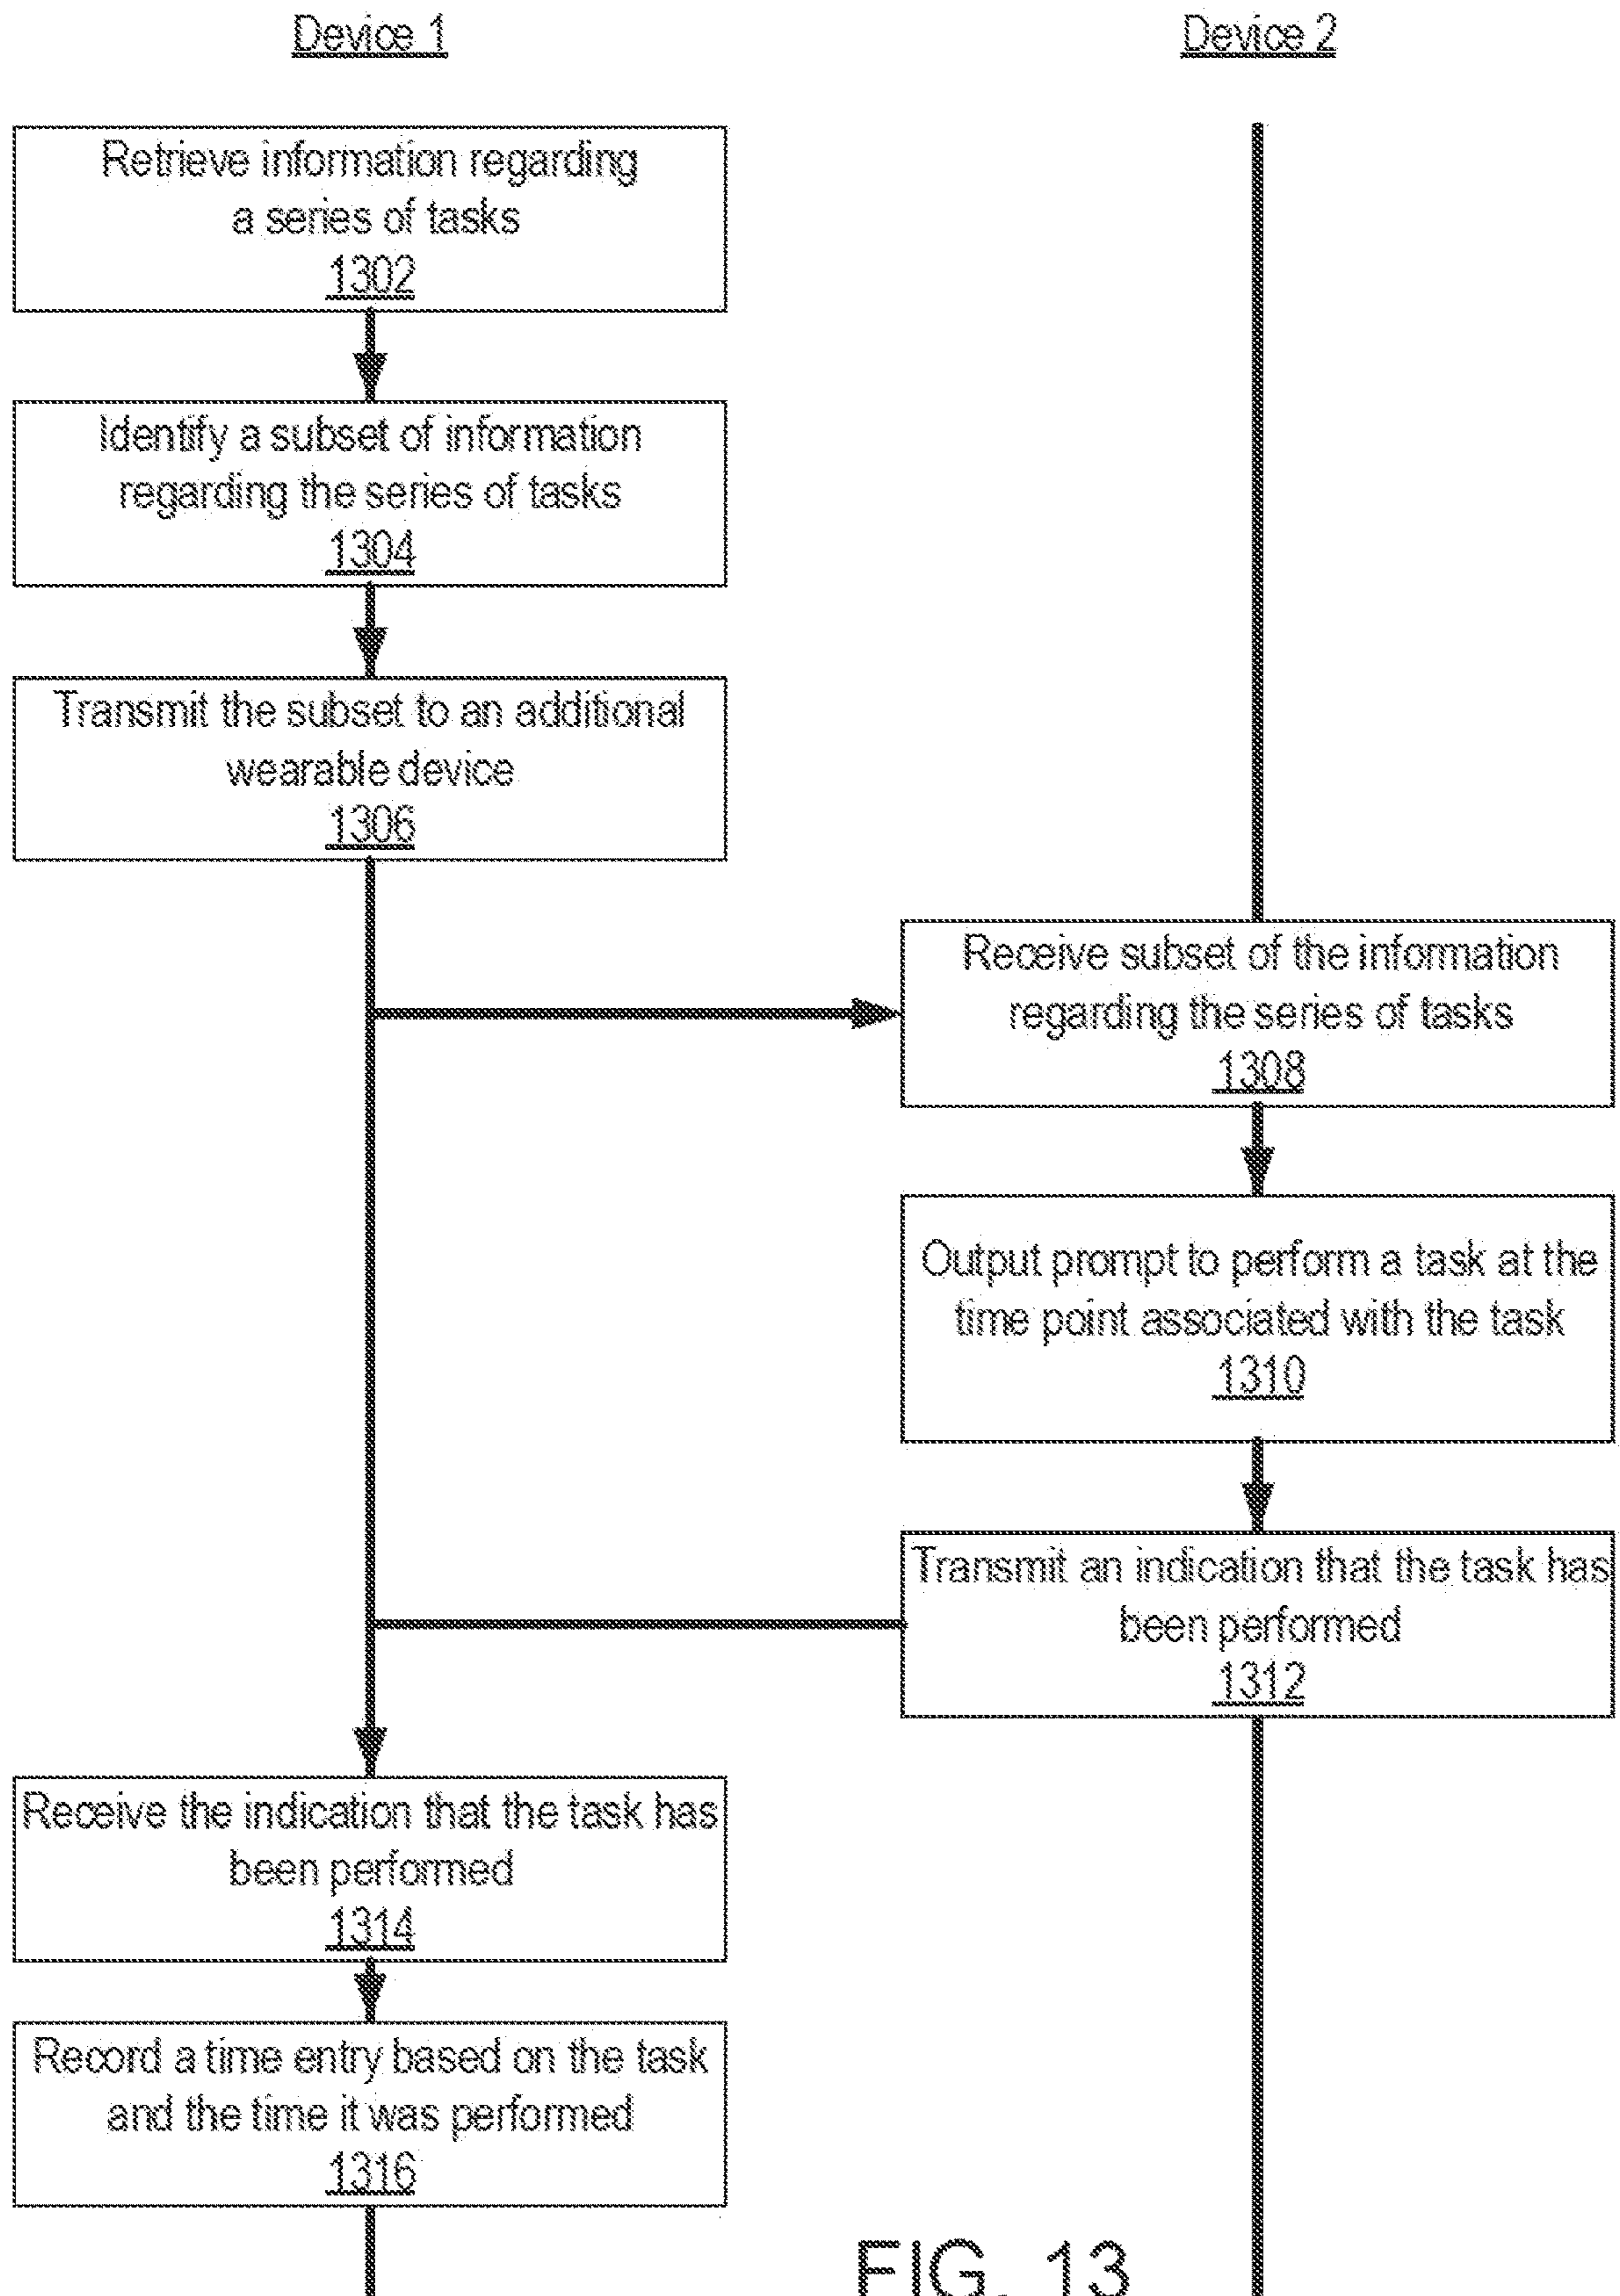 Device 1
Device 2
Retrieve information regarding
a series of tasks
1302
Identify a subset of information
regarding the series of tasks
1304
Transmit the subset to an additional
wearable device
1306
Receive subset of the information
regarding the series of tasks
1308
Output prompt to perform a task at the
time point associated with the task
1310
Transmit an indication that the task has
been performed
1312
Receive the indication that the task has
been performed
1314
Record a time entry based on the task
and the time it was performed
1316
FIG. 13